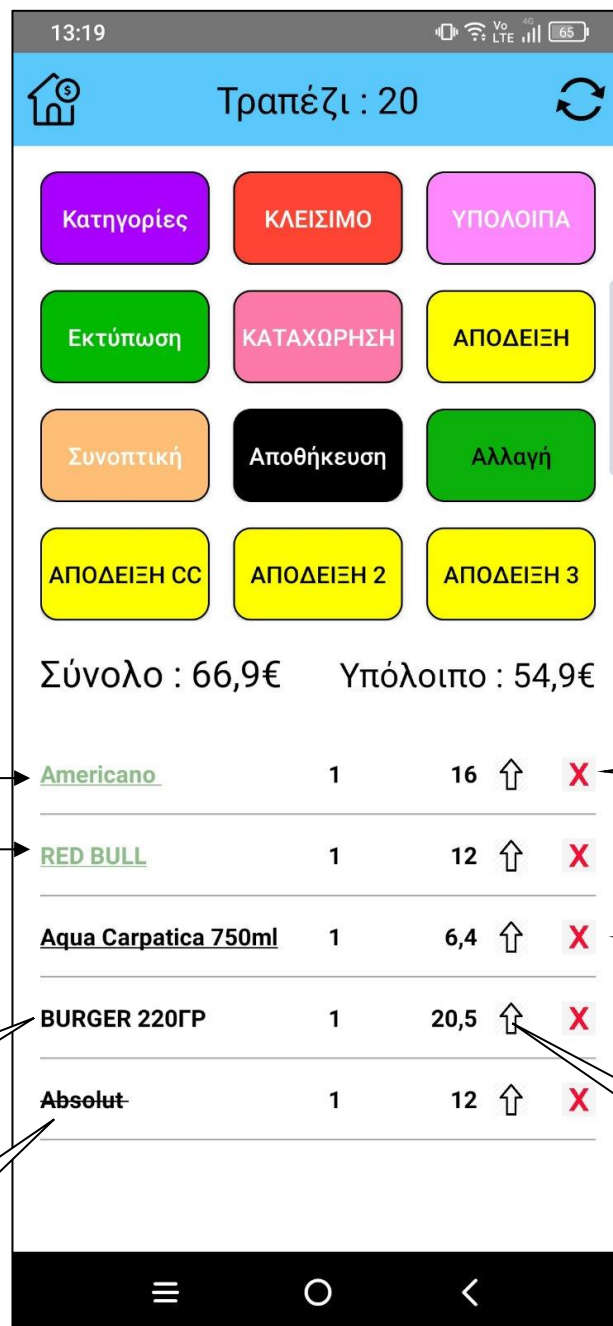 13:19 Vo LTE 4G 65
Τραπέζι : 20
Κατηγορίες ΚΛΕΙΣΙΜΟ ΥΠΟΛΟΙΠΑ
Εκτύπωση ΚΑΤΑΧΩΡΗΣΗ ΑΠΟΔΕΙΞΗ
Συνοπτική Αποθήκευση Αλλαγή
ΑΠΟΔΕΙΞΗ CC ΑΠΟΔΕΙΞΗ 2 ΑΠΟΔΕΙΞΗ 3
Σύνολο : 66,9€ Υπόλοιπο : 54,9€
Americano 1 16 X
RED BULL 1 12 X
Aqua Carpatica 750ml 1 6,4 X
BURGER 220ΓΡ 1 20,5 X
Absolut 1 12 X